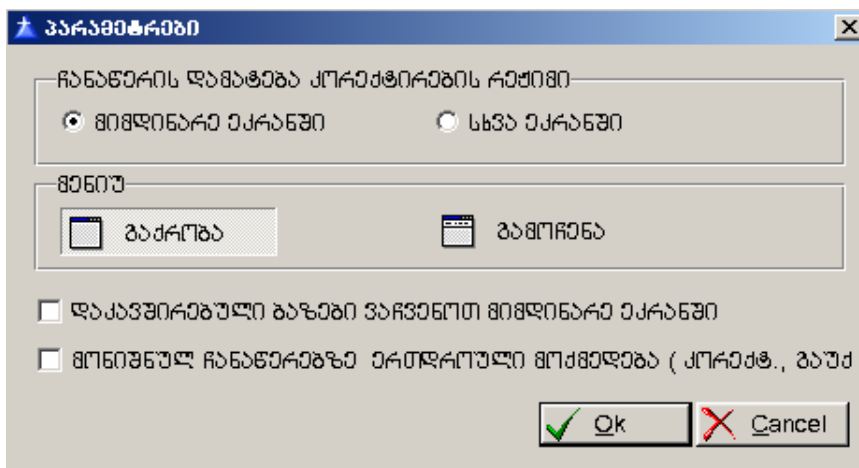 პარამეტრები
ჩანაწერის დამატება კორექტირების რეჟიმი
მიმდინარე ეკრანში სხვა ეკრანში
მენიუ
გაქრობა გამოჩენა
დაკავშირებული ბაზები ვაჩვენოთ მიმდინარე ეკრანში
მონიშნულ ჩანაწერებზე ერთდროული მოქმედება ( კორექტ., გაუქ
Ok Cancel